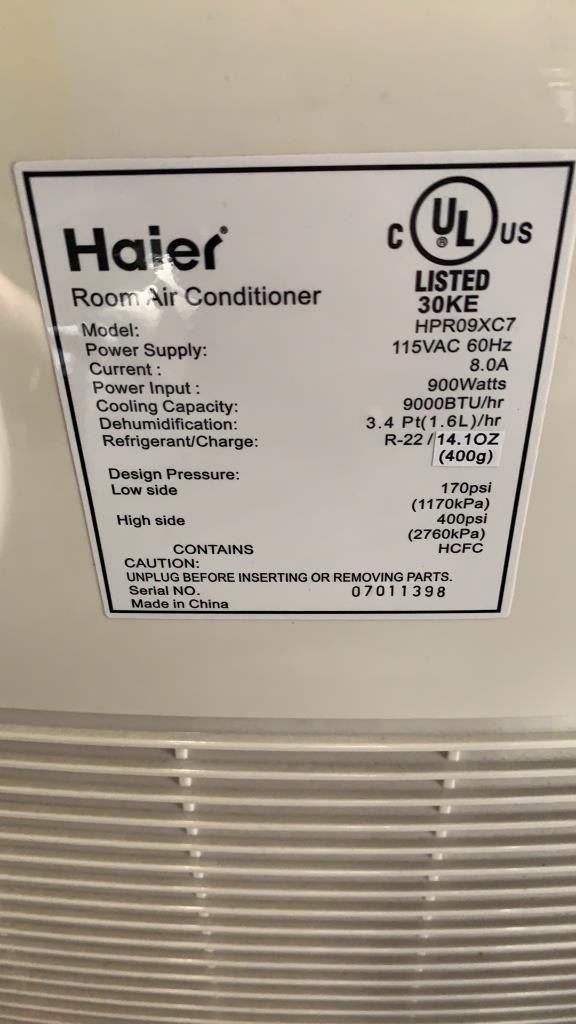 Haier®
C UL® US
LISTED
30KE
Room Air Conditioner
Model: HPR09XC7
Power Supply: 115VAC 60Hz
Current : 8.0A
Power Input : 900Watts
Cooling Capacity: 9000BTU/hr
Dehumidification: 3.4 Pt(1.6L)/hr
Refrigerant/Charge: R-22/14.1OZ
(400g)
Design Pressure:
Low side 170psi
(1170kPa)
High side 400psi
(2760kPa)
CONTAINS HCFC
CAUTION:
UNPLUG BEFORE INSERTING OR REMOVING PARTS.
Serial NO. 07011398
Made in China